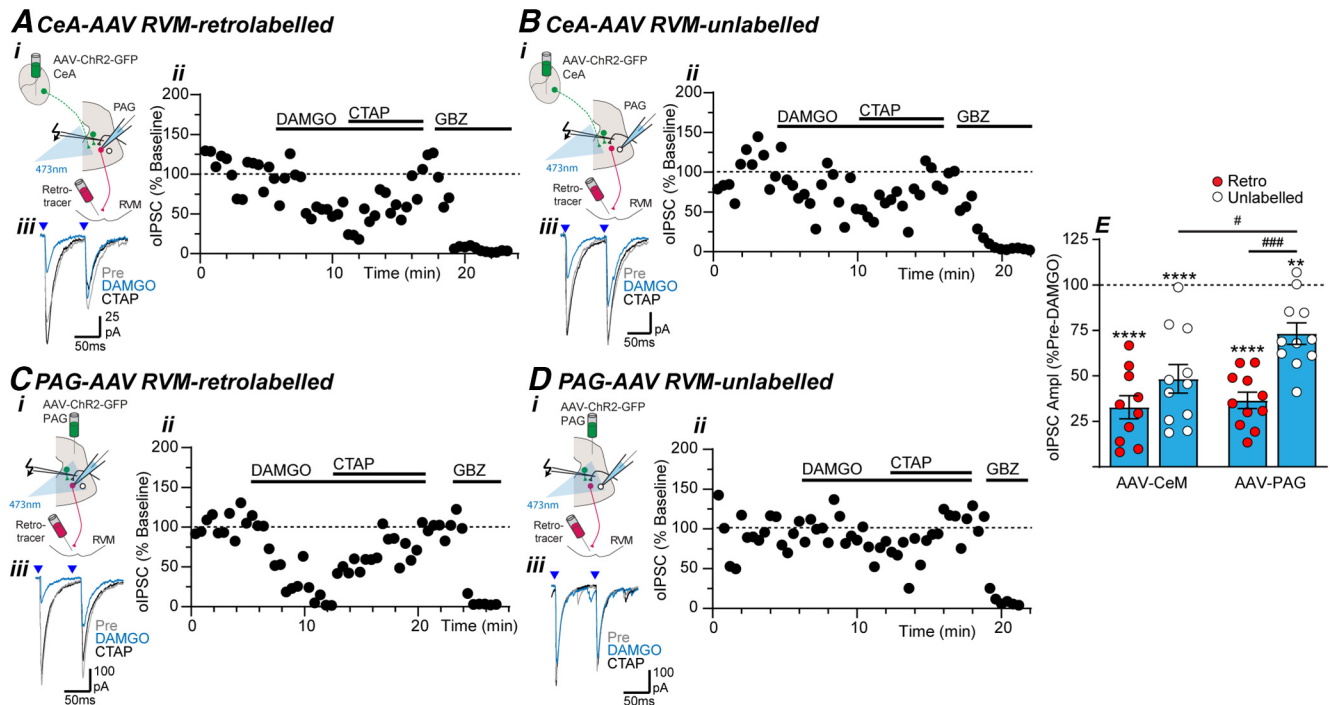 A CeA-AAV RVM-retrolabelled
i
AAV-ChR2-GFP
CeA
PAG
473nm
Retro-
tracer
RVM
ii
oIPSC (% Baseline)
200
150
100
50
0
DAMGO
CTAP
GBZ
0
10
20
Time (min)
iii
Pre
DAMGO
CTAP
25
pA
50ms
B CeA-AAV RVM-unlabelled
i
AAV-ChR2-GFP
CeA
PAG
473nm
Retro-
tracer
RVM
ii
oIPSC (% Baseline)
200
150
100
50
0
DAMGO
CTAP
GBZ
0
10
20
Time (min)
iii
Pre
DAMGO
CTAP
pA
50ms
C PAG-AAV RVM-retrolabelled
i
AAV-ChR2-GFP
PAG
473nm
Retro-
tracer
RVM
ii
oIPSC (% Baseline)
200
150
100
50
0
DAMGO
CTAP
GBZ
0
10
20
Time (min)
iii
Pre
DAMGO
CTAP
100
pA
50ms
D PAG-AAV RVM-unlabelled
i
AAV-ChR2-GFP
PAG
473nm
Retro-
tracer
RVM
ii
oIPSC (% Baseline)
200
150
100
50
0
DAMGO
CTAP
GBZ
0
10
20
Time (min)
iii
Pre
DAMGO
CTAP
100
pA
50ms
E
Retro
Unlabelled
oIPSC Ampl (%Pre-DAMGO)
125
100
75
50
25
#
###
****
****
****
**
AAV-CeM
AAV-PAG